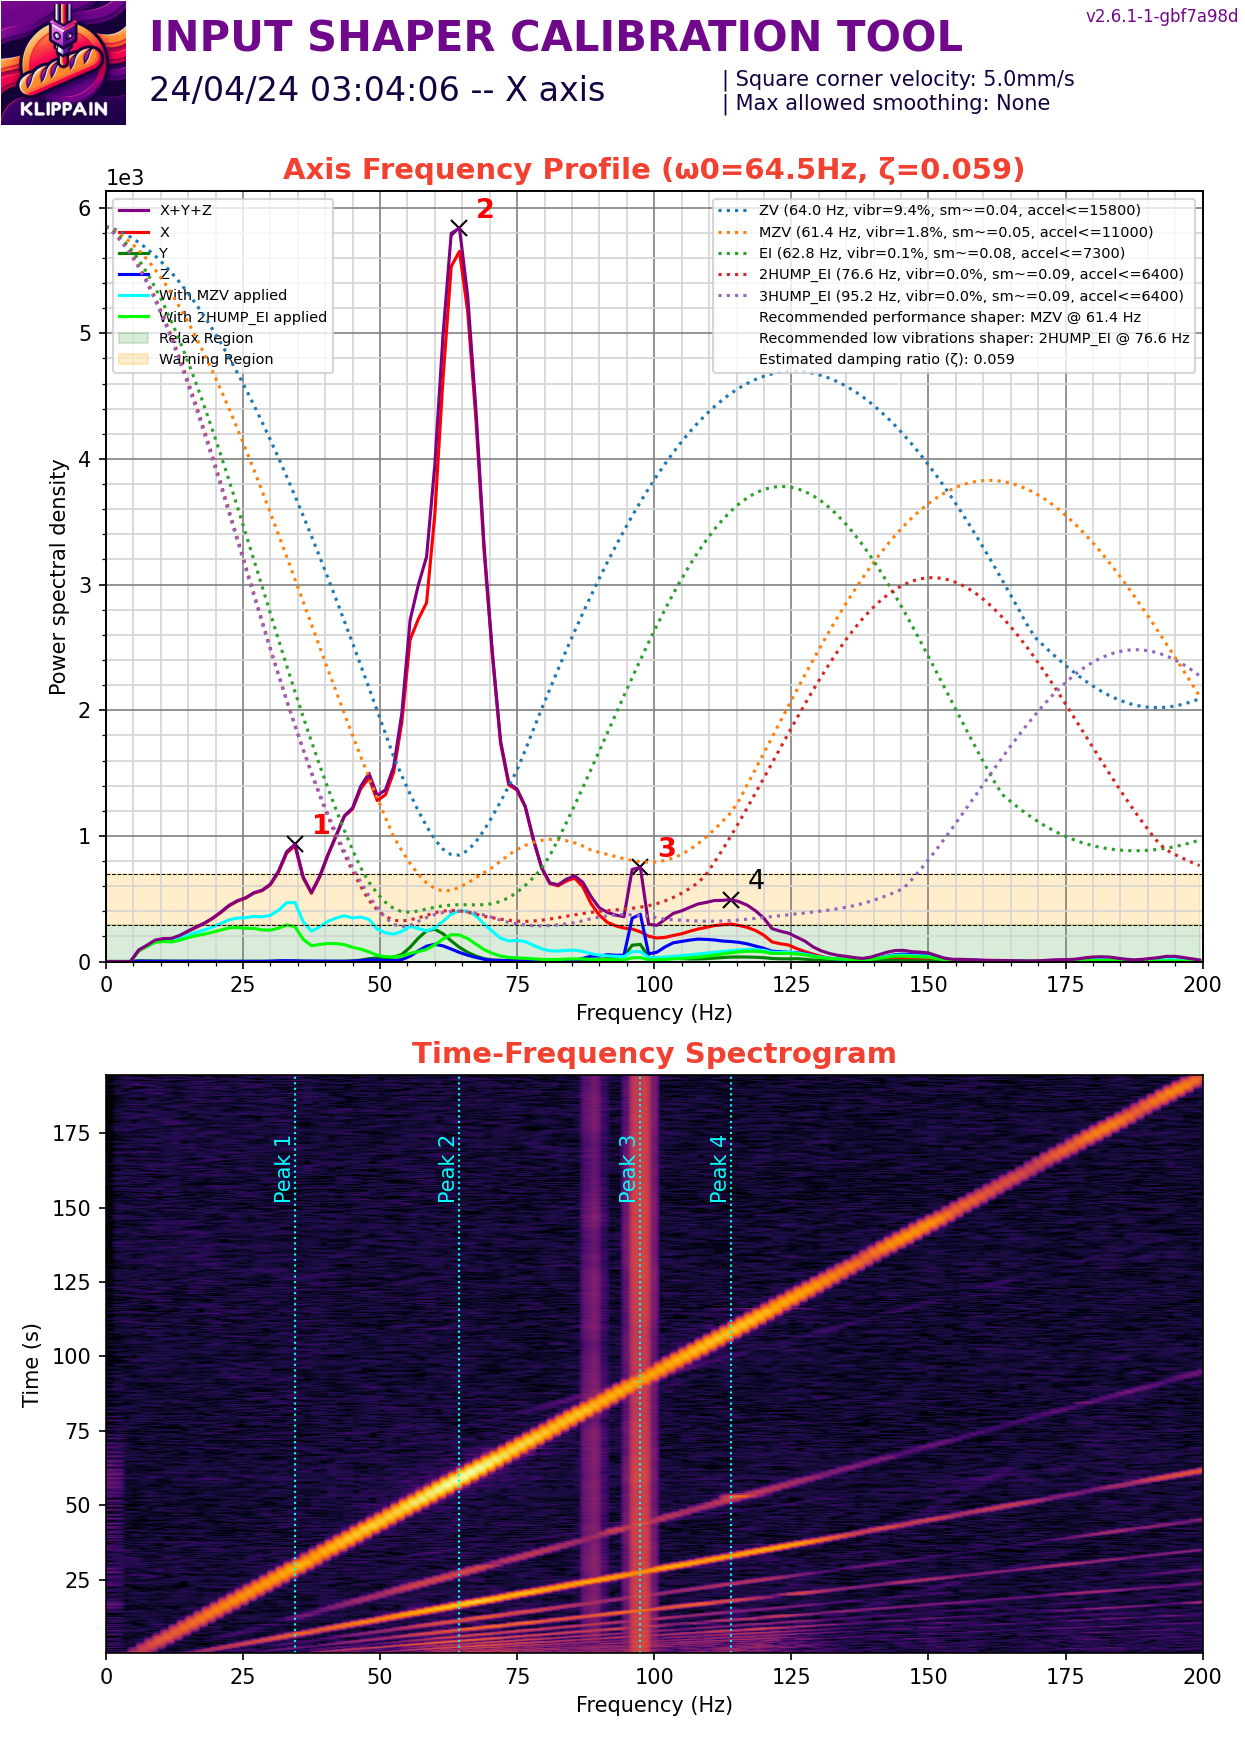 v2.6.1-1-gbf7a98d
INPUT SHAPER CALIBRATION TOOL
24/04/24 03:04:06 -- X axis
| Square corner velocity: 5.0mm/s
| Max allowed smoothing: None
KLIPPAIN
Axis Frequency Profile (ω0=64.5Hz, ζ=0.059)
1e3
X+Y+Z
X
Y
Z
With MZV applied
With 2HUMP_EI applied
Relax Region
Warning Region
ZV (64.0 Hz, vibr=9.4%, sm~=0.04, accel<=15800)
MZV (61.4 Hz, vibr=1.8%, sm~=0.05, accel<=11000)
EI (62.8 Hz, vibr=0.1%, sm~=0.08, accel<=7300)
2HUMP_EI (76.6 Hz, vibr=0.0%, sm~=0.09, accel<=6400)
3HUMP_EI (95.2 Hz, vibr=0.0%, sm~=0.09, accel<=6400)
Recommended performance shaper: MZV @ 61.4 Hz
Recommended low vibrations shaper: 2HUMP_EI @ 76.6 Hz
Estimated damping ratio (ζ): 0.059
6
5
4
3
2
1
0
Power spectral density
1
2
3
4
0 25 50 75 100 125 150 175 200
Frequency (Hz)
Time-Frequency Spectrogram
Peak 1
Peak 2
Peak 3
Peak 4
175
150
125
100
75
50
25
Time (s)
0 25 50 75 100 125 150 175 200
Frequency (Hz)